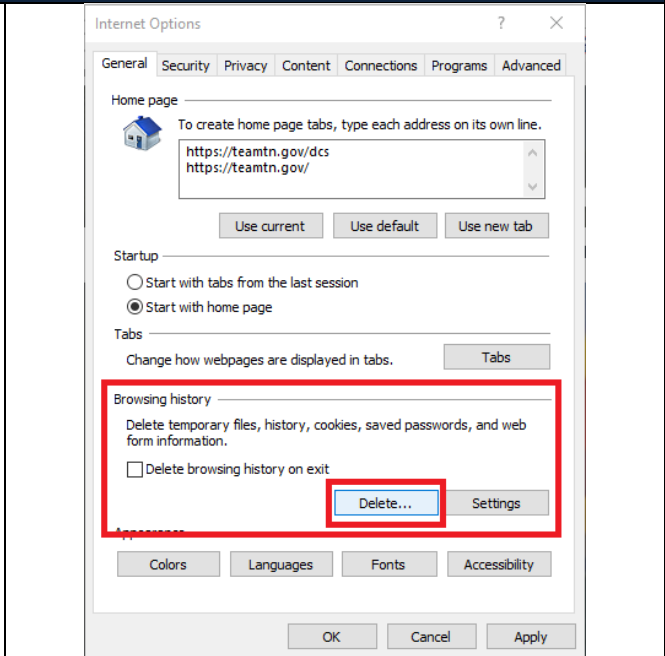 Internet Options
?
General Security Privacy Content Connections Programs Advanced
Home page
To create home page tabs, type each address on its own line.
https://teamtn.gov/dcs
https://teamtn.gov/
Use current Use default Use new tab
Startup
Start with tabs from the last session
Start with home page
Tabs
Change how webpages are displayed in tabs. Tabs
Browsing history
Delete temporary files, history, cookies, saved passwords, and web
form information.
Delete browsing history on exit
Delete... Settings
Appearance
Colors Languages Fonts Accessibility
OK Cancel Apply